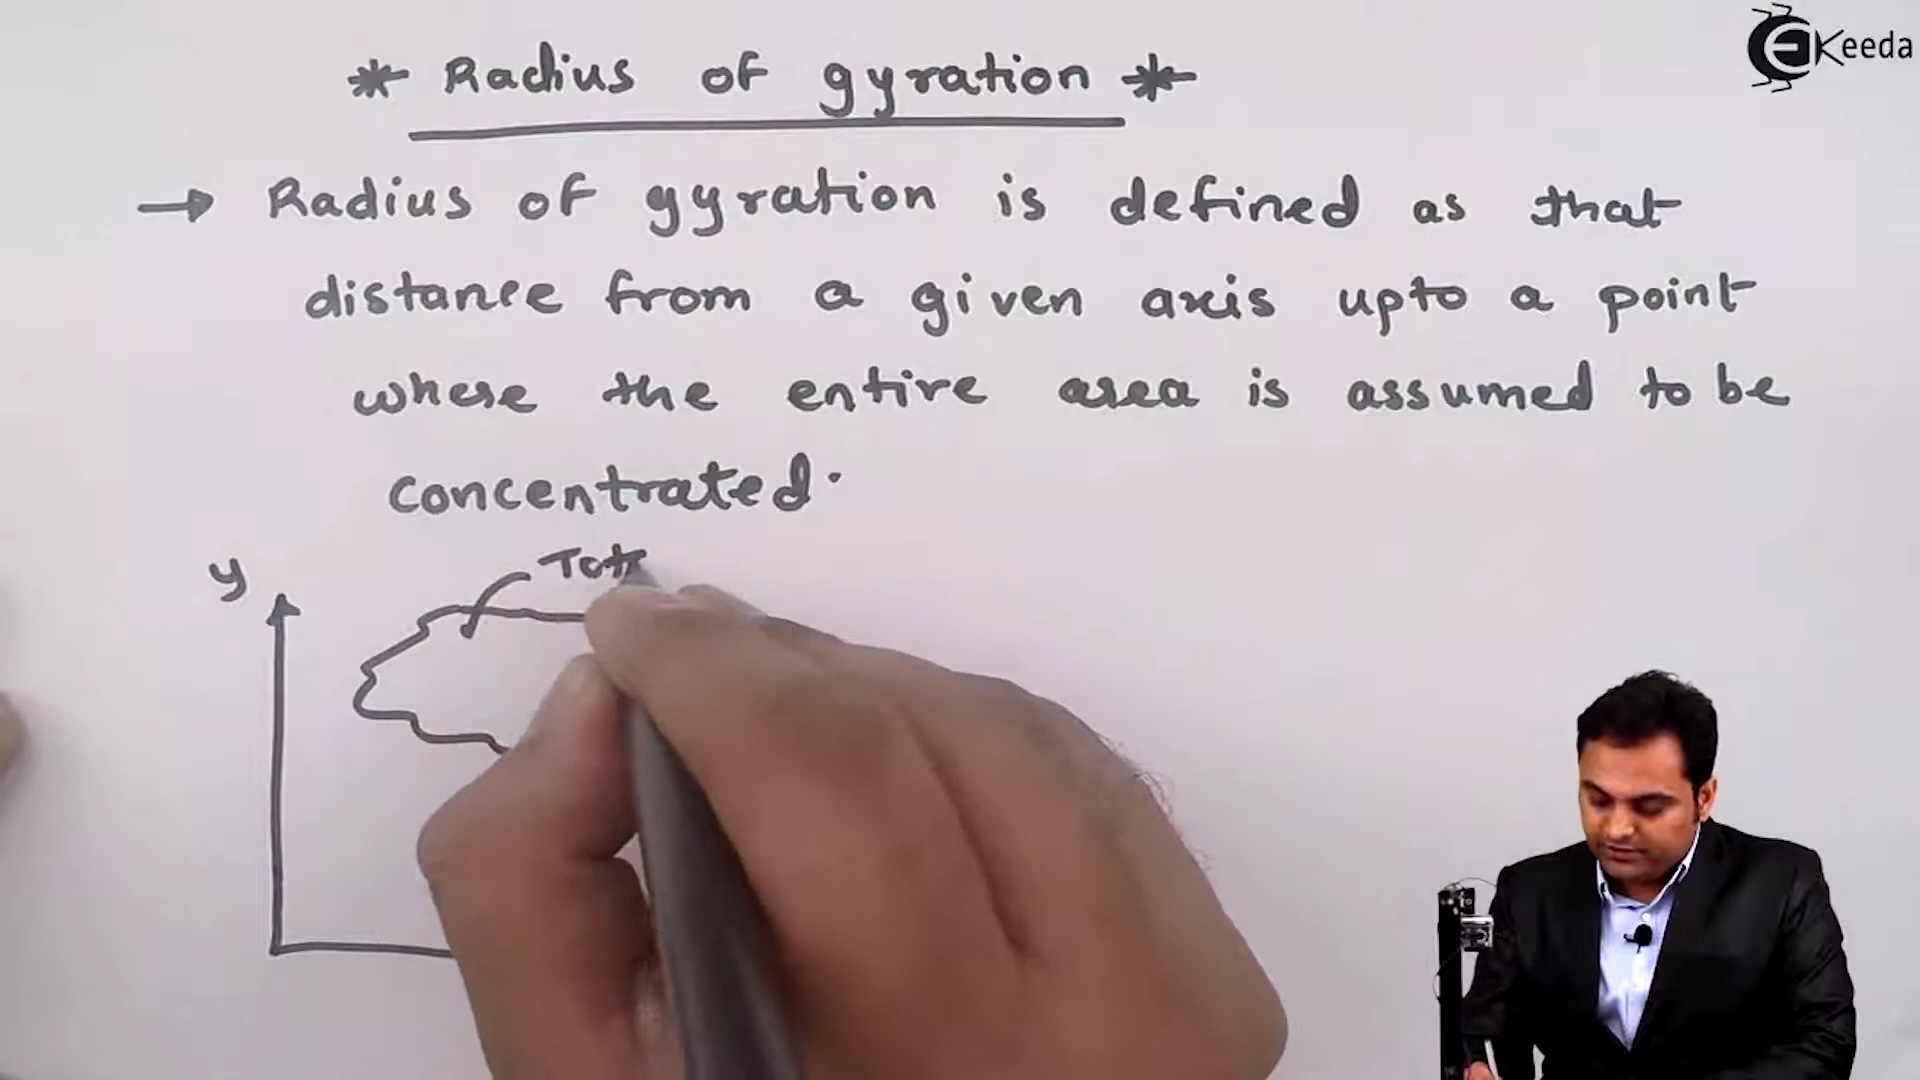 Ekeeda
* Radius of gyration *
→ Radius of gyration is defined as that
distance from a given axis upto a point
where the entire area is assumed to be
concentrated.
y